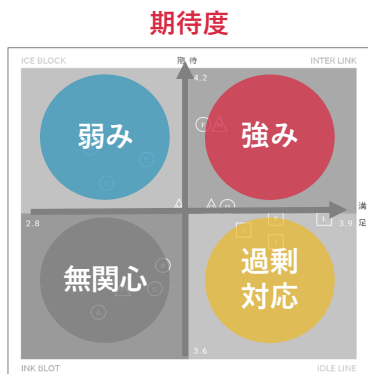 期待度
ICE BLOCK
期待
INTER LINK
4.2
弱み
強み
満足
2.8
3.9
無関心
過剰
対応
3.6
INK BLOT
IDLE LINE